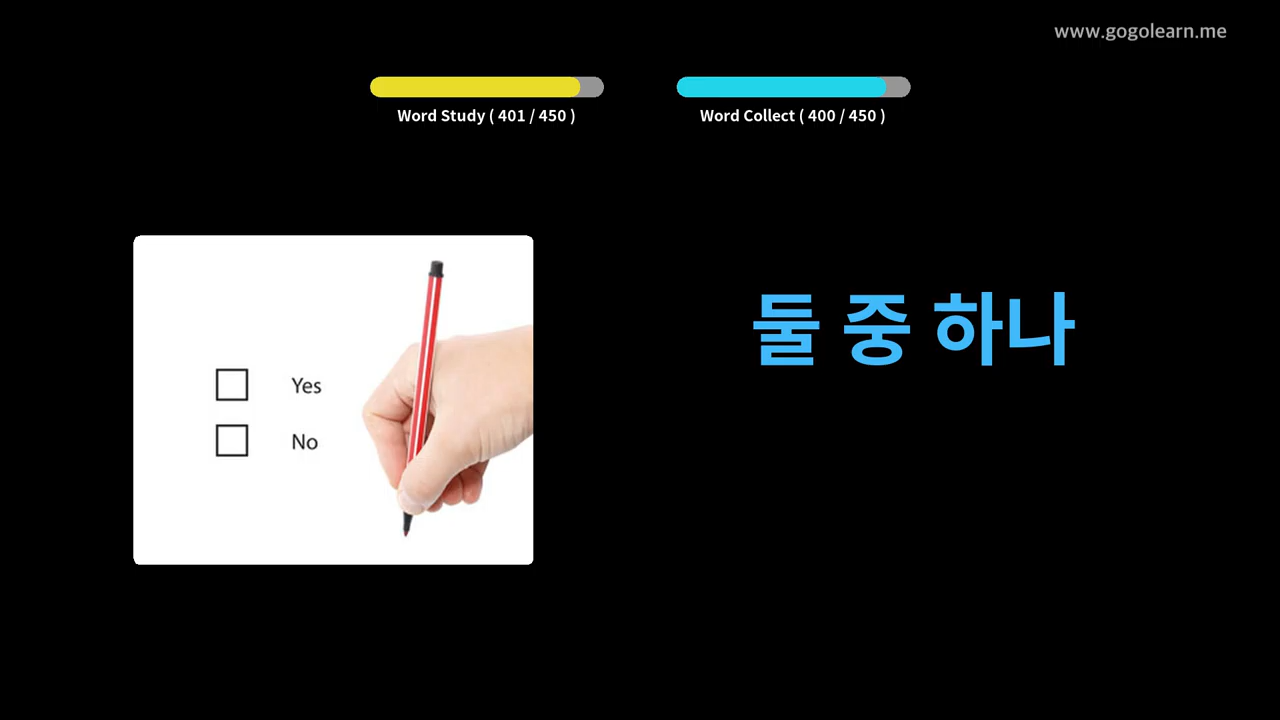 www.gogolearn.me
Word Study ( 401 / 450 )
Word Collect ( 400 / 450 )
둘 중 하나
Yes
No